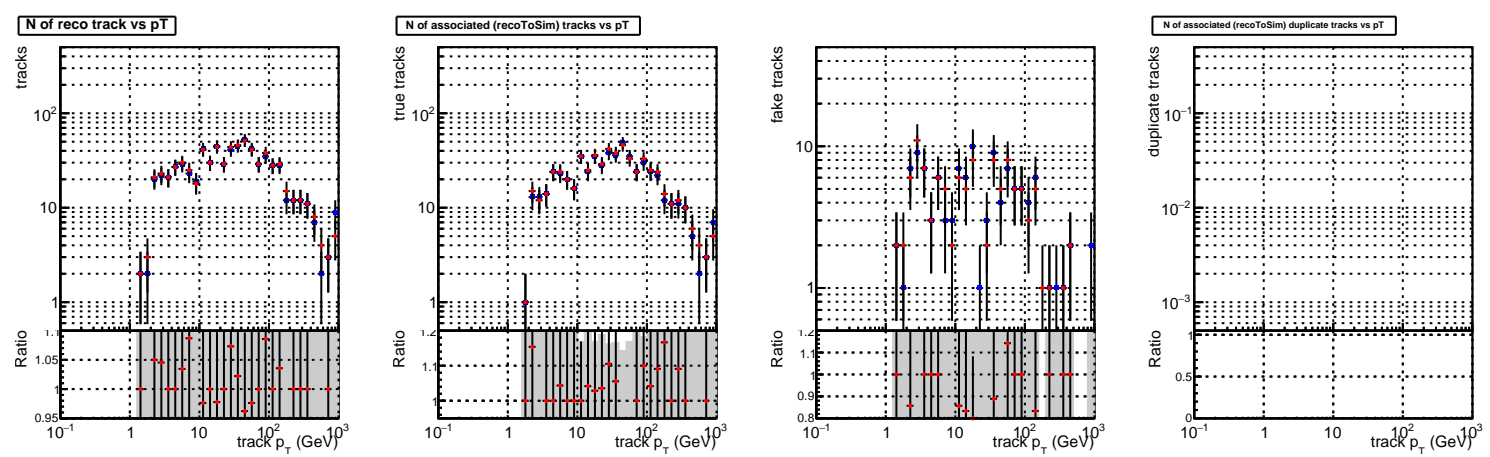 N of reco track vs pT
tracks
10²
10
1
Ratio
1.1
1.05
1
0.95
10⁻¹ 1 10 10² 10³
track p_T (GeV)
N of associated (recoToSim) tracks vs pT
true tracks
10²
10
1
Ratio
1.2
1.1
1
10⁻¹ 1 10 10² 10³
track p_T (GeV)
fake tracks
10
1
Ratio
1.2
1.1
1
0.9
0.8
10⁻¹ 1 10 10² 10³
track p_T (GeV)
N of associated (recoToSim) duplicate tracks vs pT
duplicate tracks
10⁻¹
10⁻²
10⁻³
Ratio
1
0.5
0
10⁻¹ 1 10 10² 10³
track p_T (GeV)